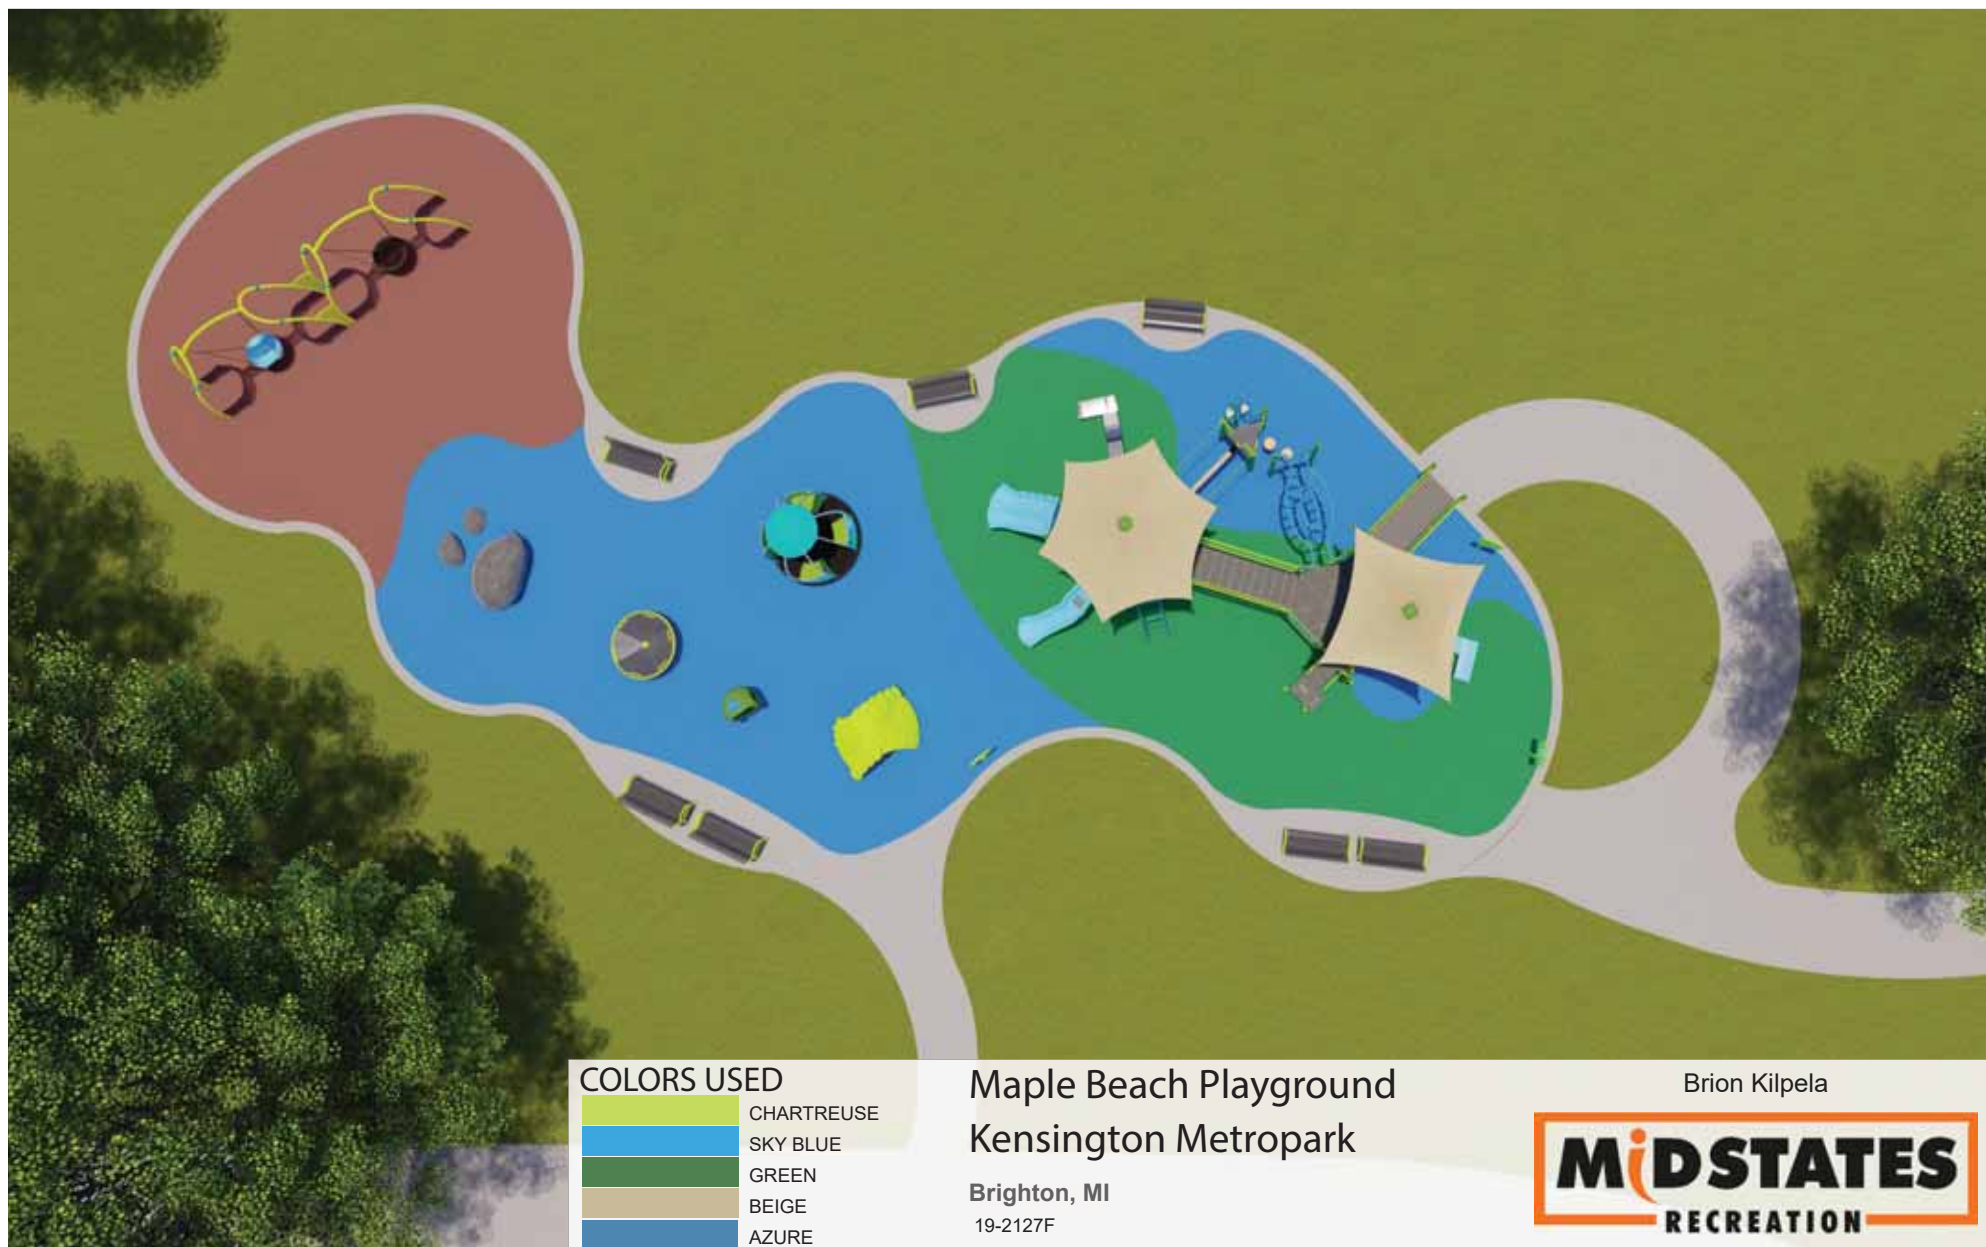 COLORS USED
CHARTREUSE
SKY BLUE
GREEN
BEIGE
AZURE
Maple Beach Playground
Kensington Metropark
Brighton, MI
19-2127F
Brion Kilpela
MiDSTATES
RECREATION